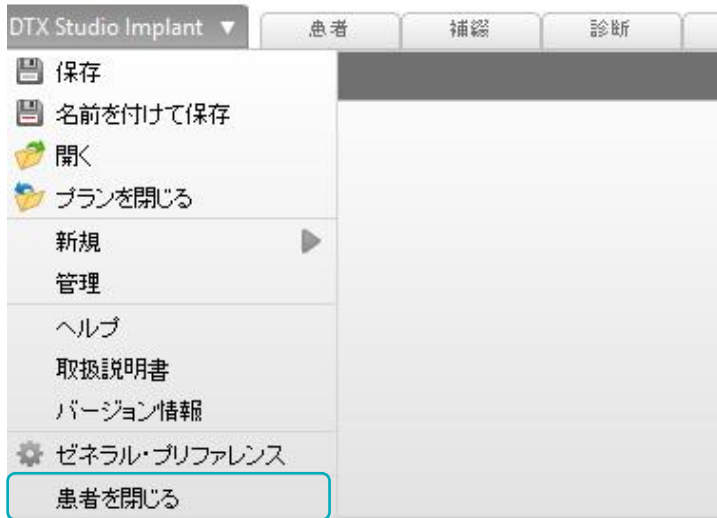 DTX Studio Implant ▼ 患者 補綴 診断
保存
名前を付けて保存
開く
プランを閉じる
新規 ▶
管理
ヘルプ
取扱説明書
バージョン情報
ゼネラル・プリファレンス
患者を閉じる